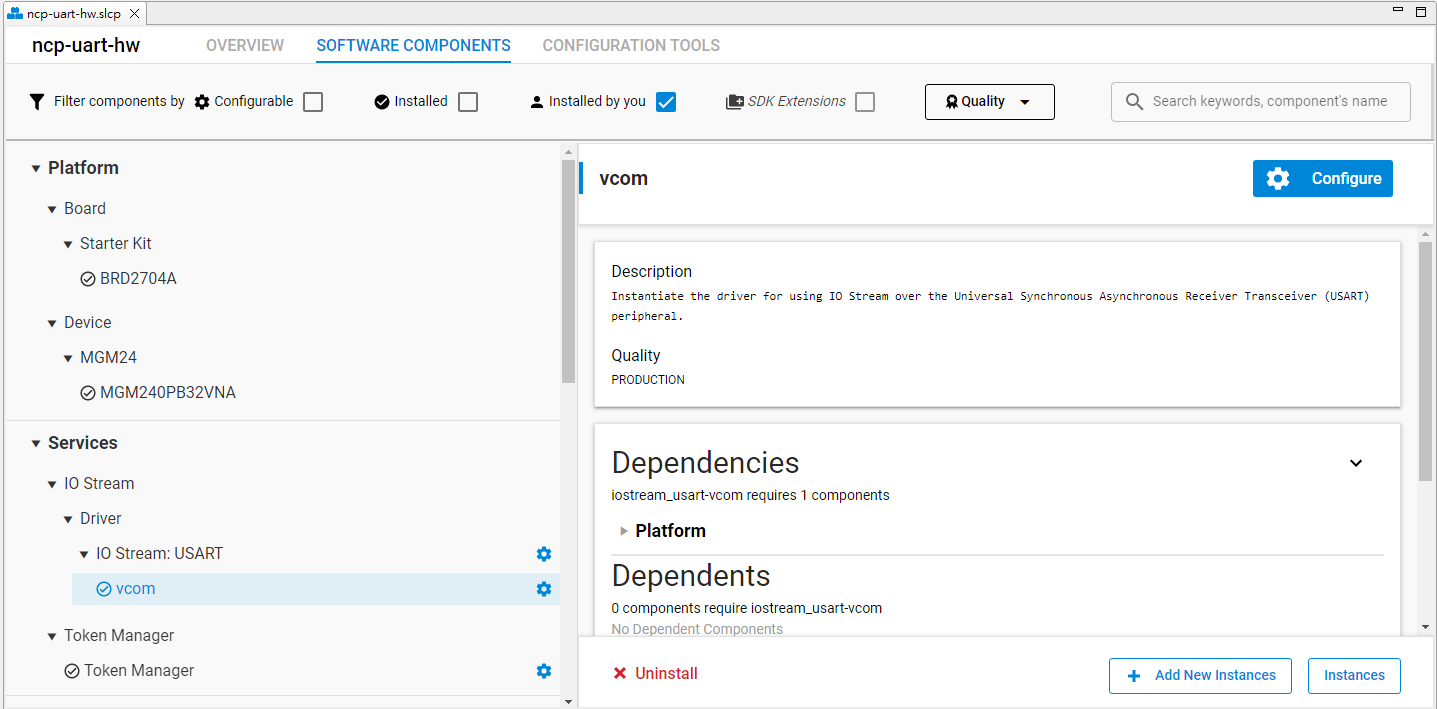 ncp-uart-hw.slcp
ncp-uart-hw
OVERVIEW
SOFTWARE COMPONENTS
CONFIGURATION TOOLS
Filter components by
Configurable
Installed
Installed by you
SDK Extensions
Quality
Search keywords, component's name
Platform
Board
Starter Kit
BRD2704A
Device
MGM24
MGM240PB32VNA
Services
IO Stream
Driver
IO Stream: USART
vcom
Token Manager
Token Manager
vcom
Configure
Description
Instantiate the driver for using IO Stream over the Universal Synchronous Asynchronous Receiver Transceiver (USART)
peripheral.
Quality
PRODUCTION
Dependencies
iostream_usart-vcom requires 1 components
Platform
Dependents
0 components require iostream_usart-vcom
No Dependent Components
Uninstall
Add New Instances
Instances